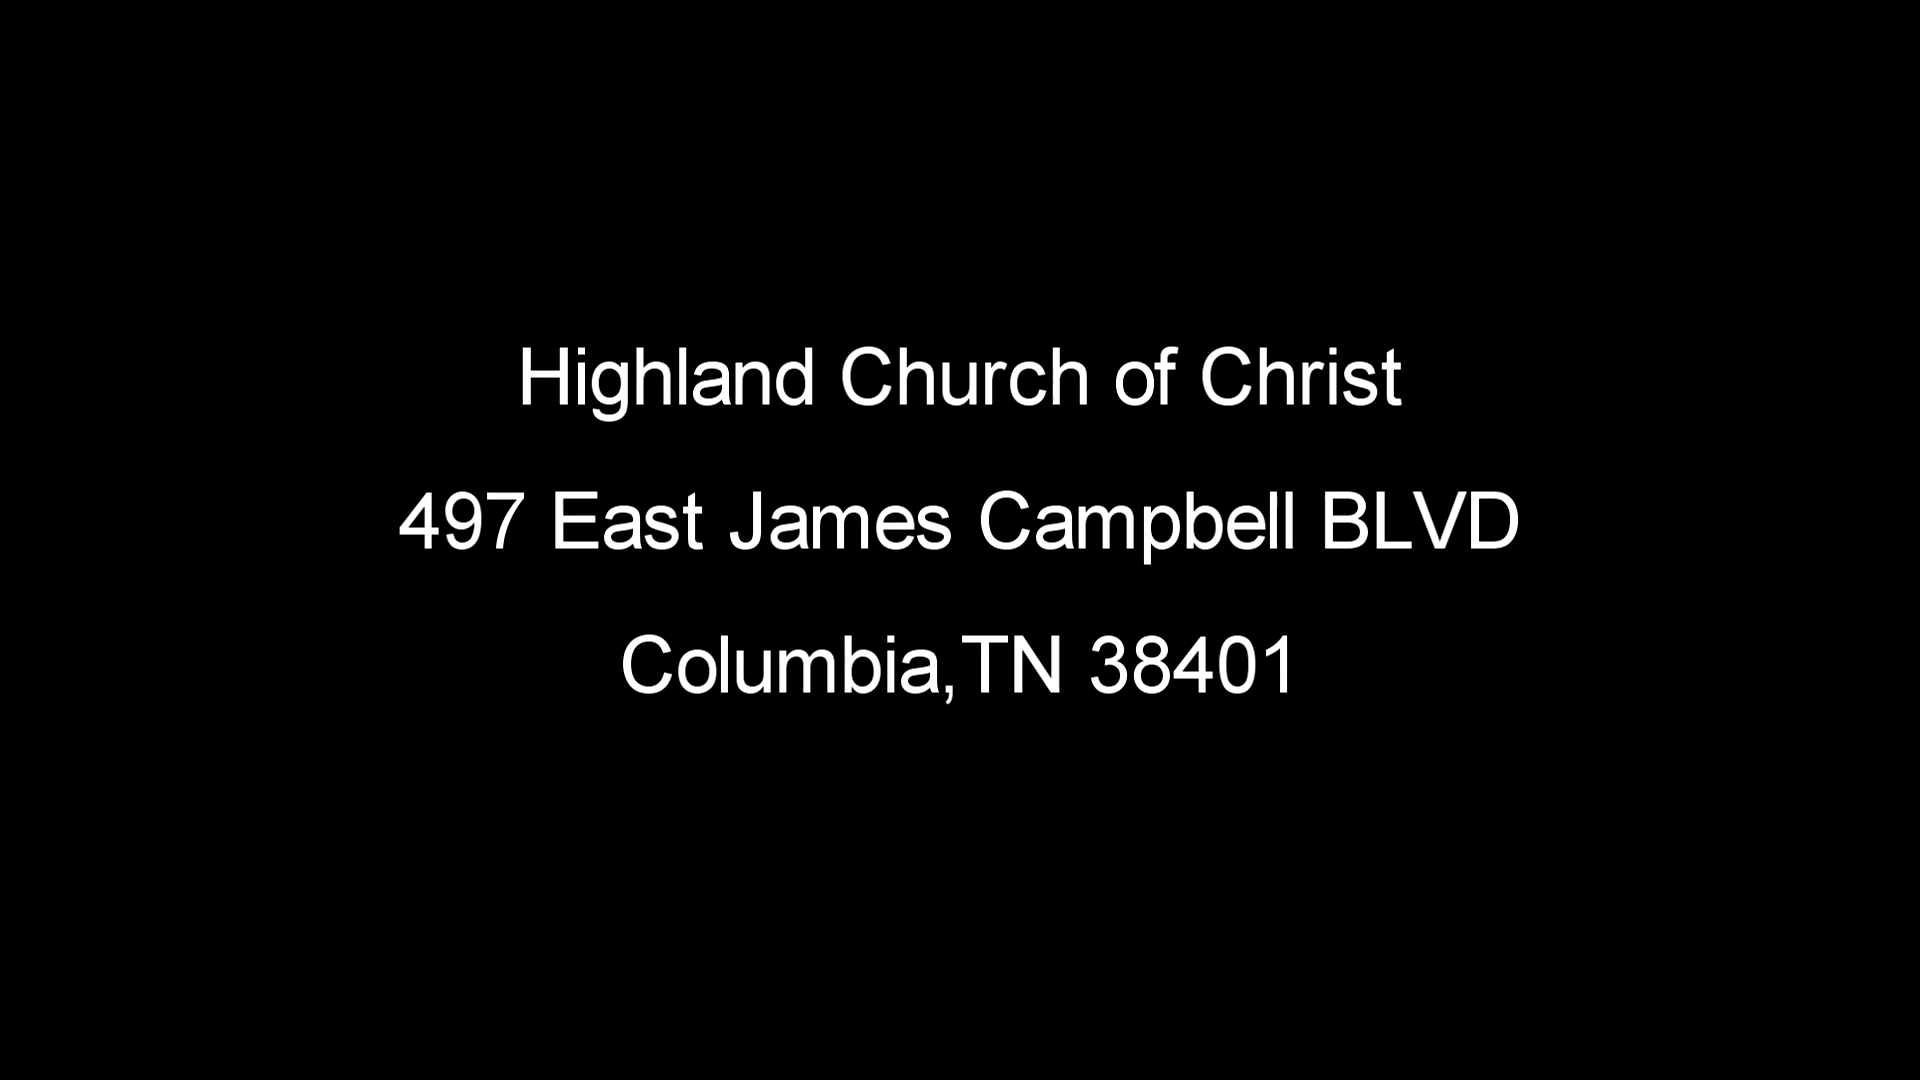 Highland Church of Christ
497 East James Campbell BLVD
Columbia,TN 38401